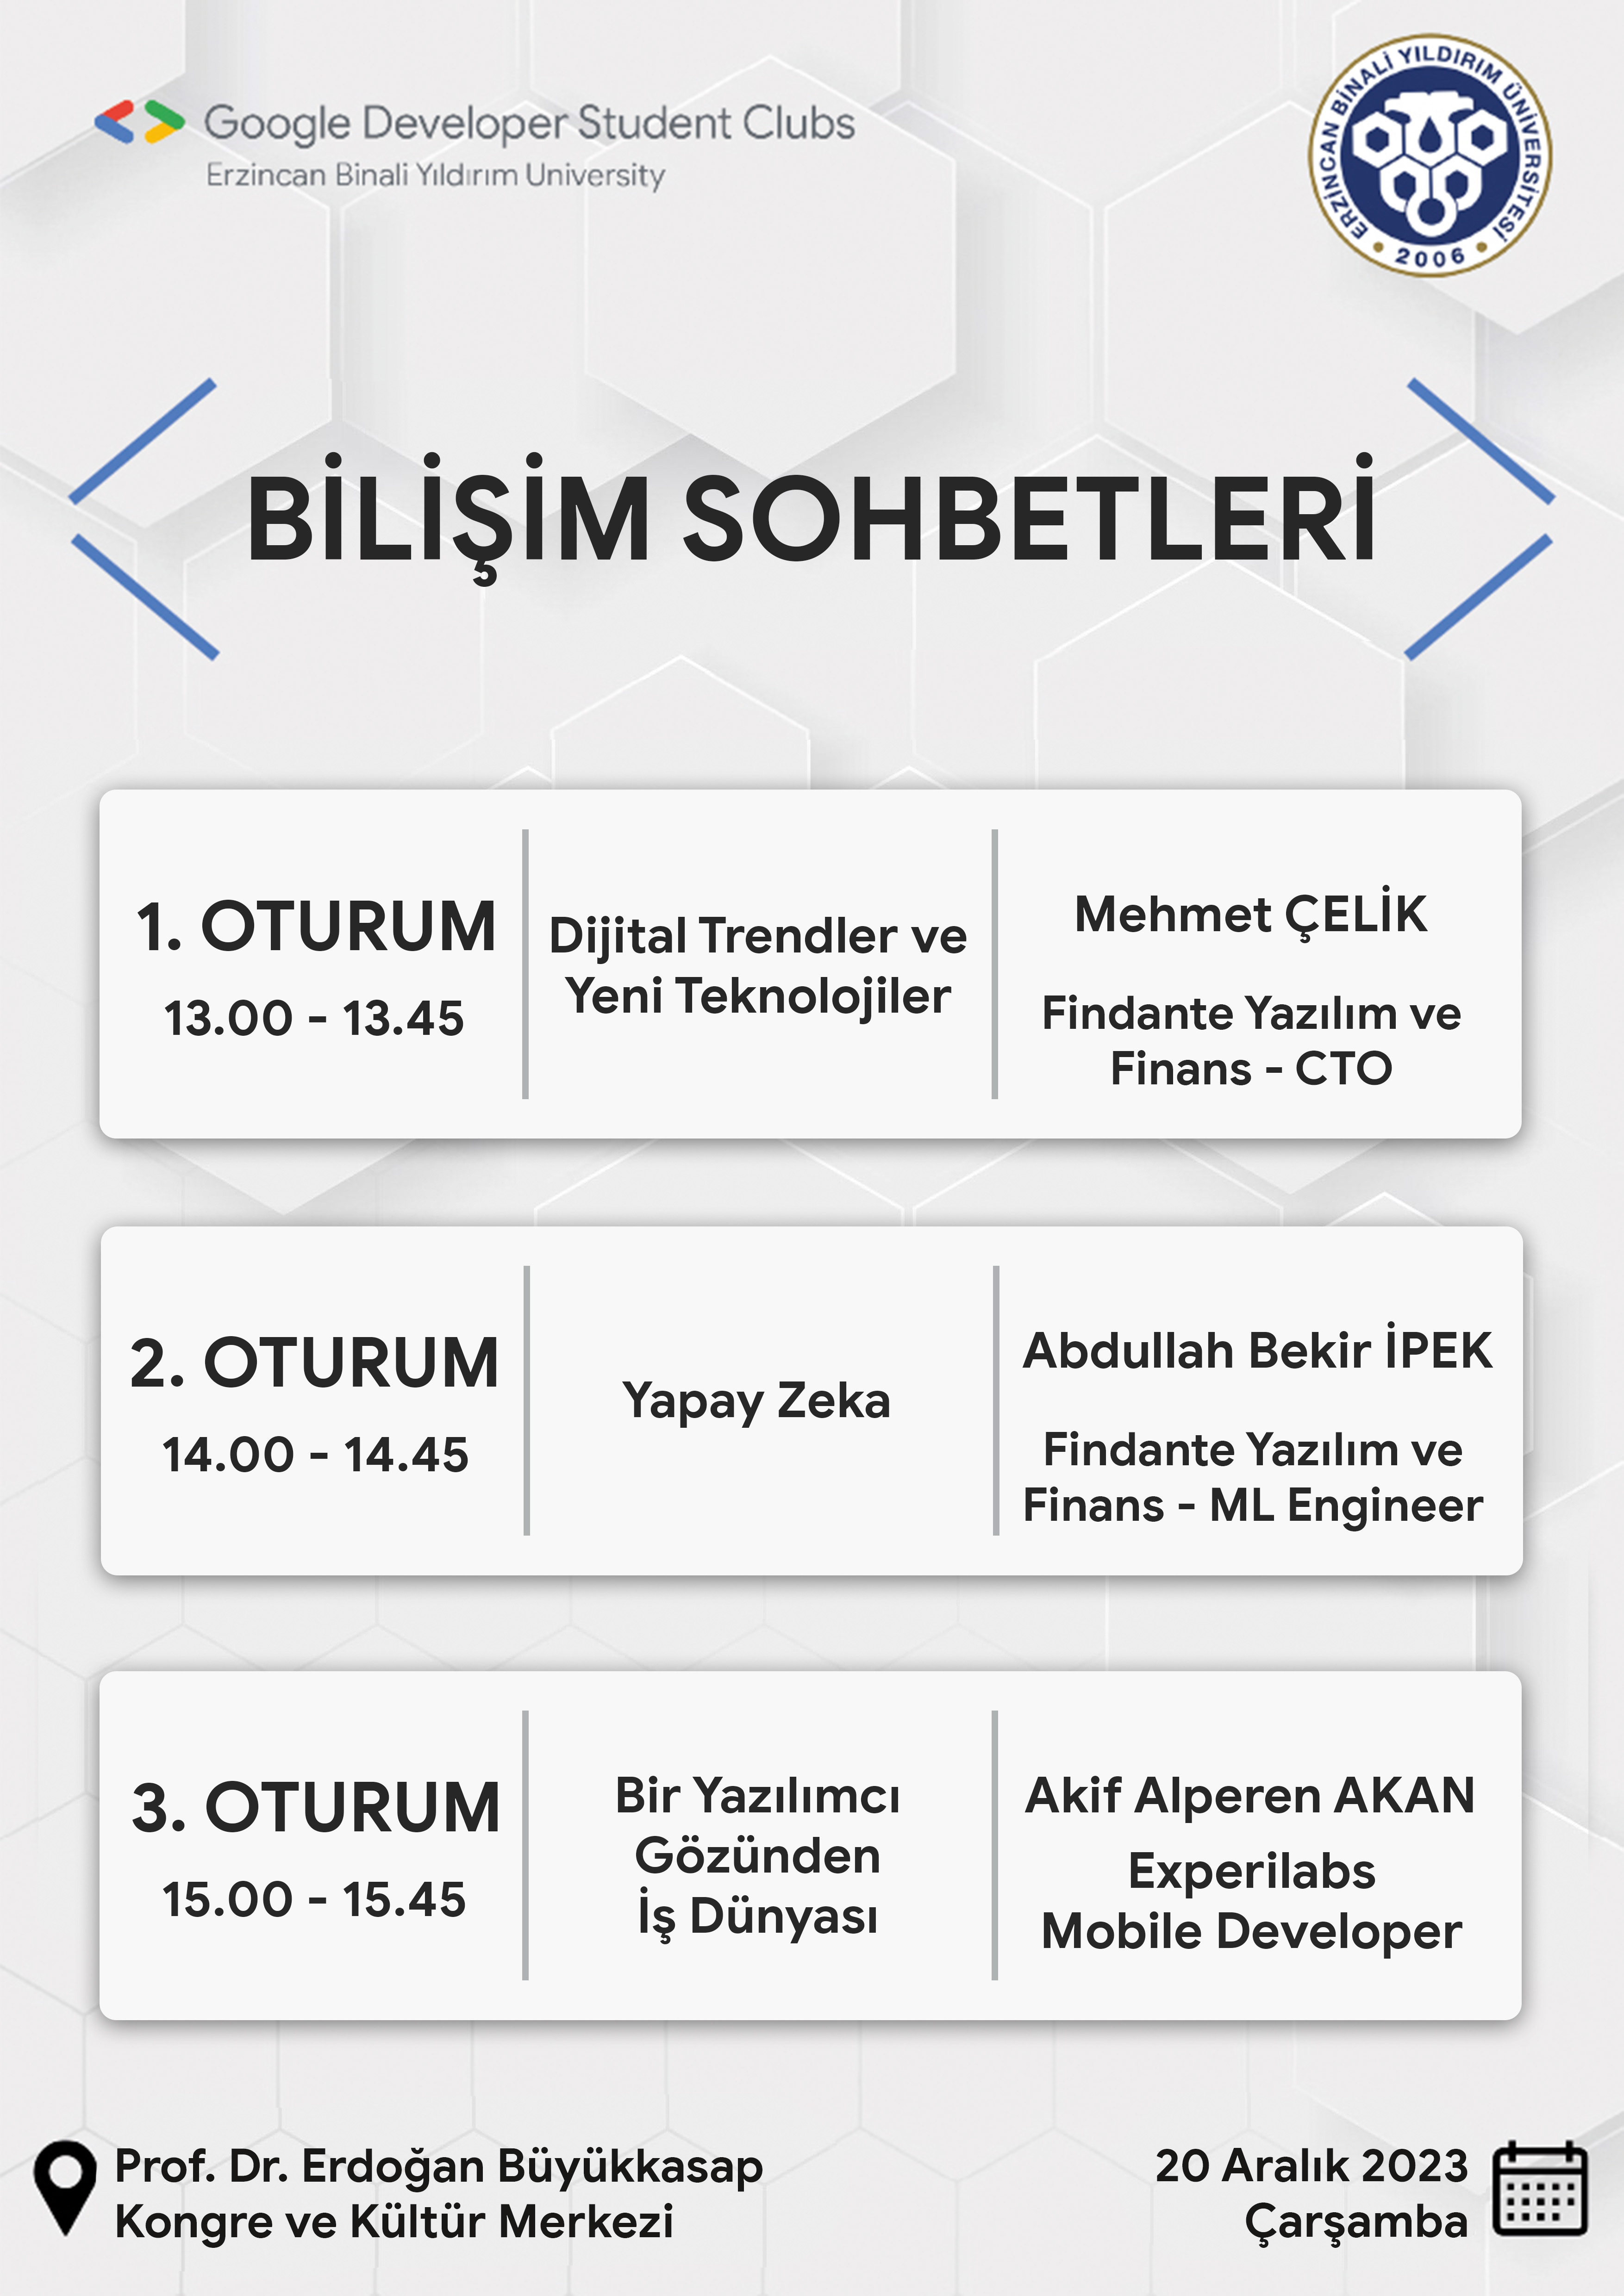 Google Developer Student Clubs
Erzincan Binali Yıldırım University
ERZİNCAN BİNALİ YILDIRIM ÜNİVERSİTESİ
2006
BİLİŞİM SOHBETLERİ
1. OTURUM
13.00 - 13.45
Dijital Trendler ve
Yeni Teknolojiler
Mehmet ÇELİK
Findante Yazılım ve
Finans - CTO
2. OTURUM
14.00 - 14.45
Yapay Zeka
Abdullah Bekir İPEK
Findante Yazılım ve
Finans - ML Engineer
3. OTURUM
15.00 - 15.45
Bir Yazılımcı
Gözünden
İş Dünyası
Akif Alperen AKAN
Experilabs
Mobile Developer
Prof. Dr. Erdoğan Büyükkasap
Kongre ve Kültür Merkezi
20 Aralık 2023
Çarşamba